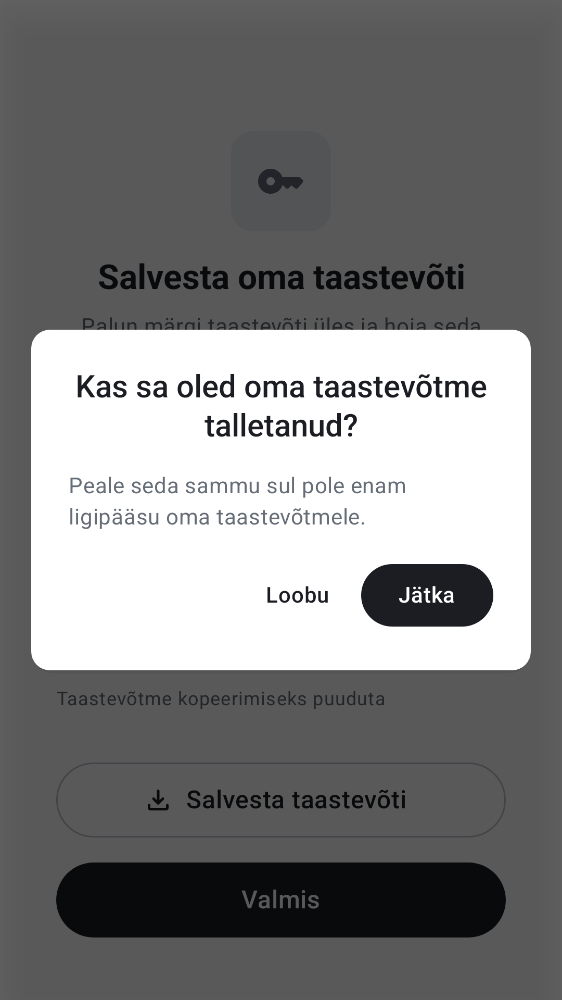 Salvesta oma taastevõti
Palun märgi taastevõti üles ja hoia seda
Kas sa oled oma taastevõtme
talletanud?
Peale seda sammu sul pole enam
ligipääsu oma taastevõtmele.
Loobu
Jätka
Taastevõtme kopeerimiseks puuduta
Salvesta taastevõti
Valmis